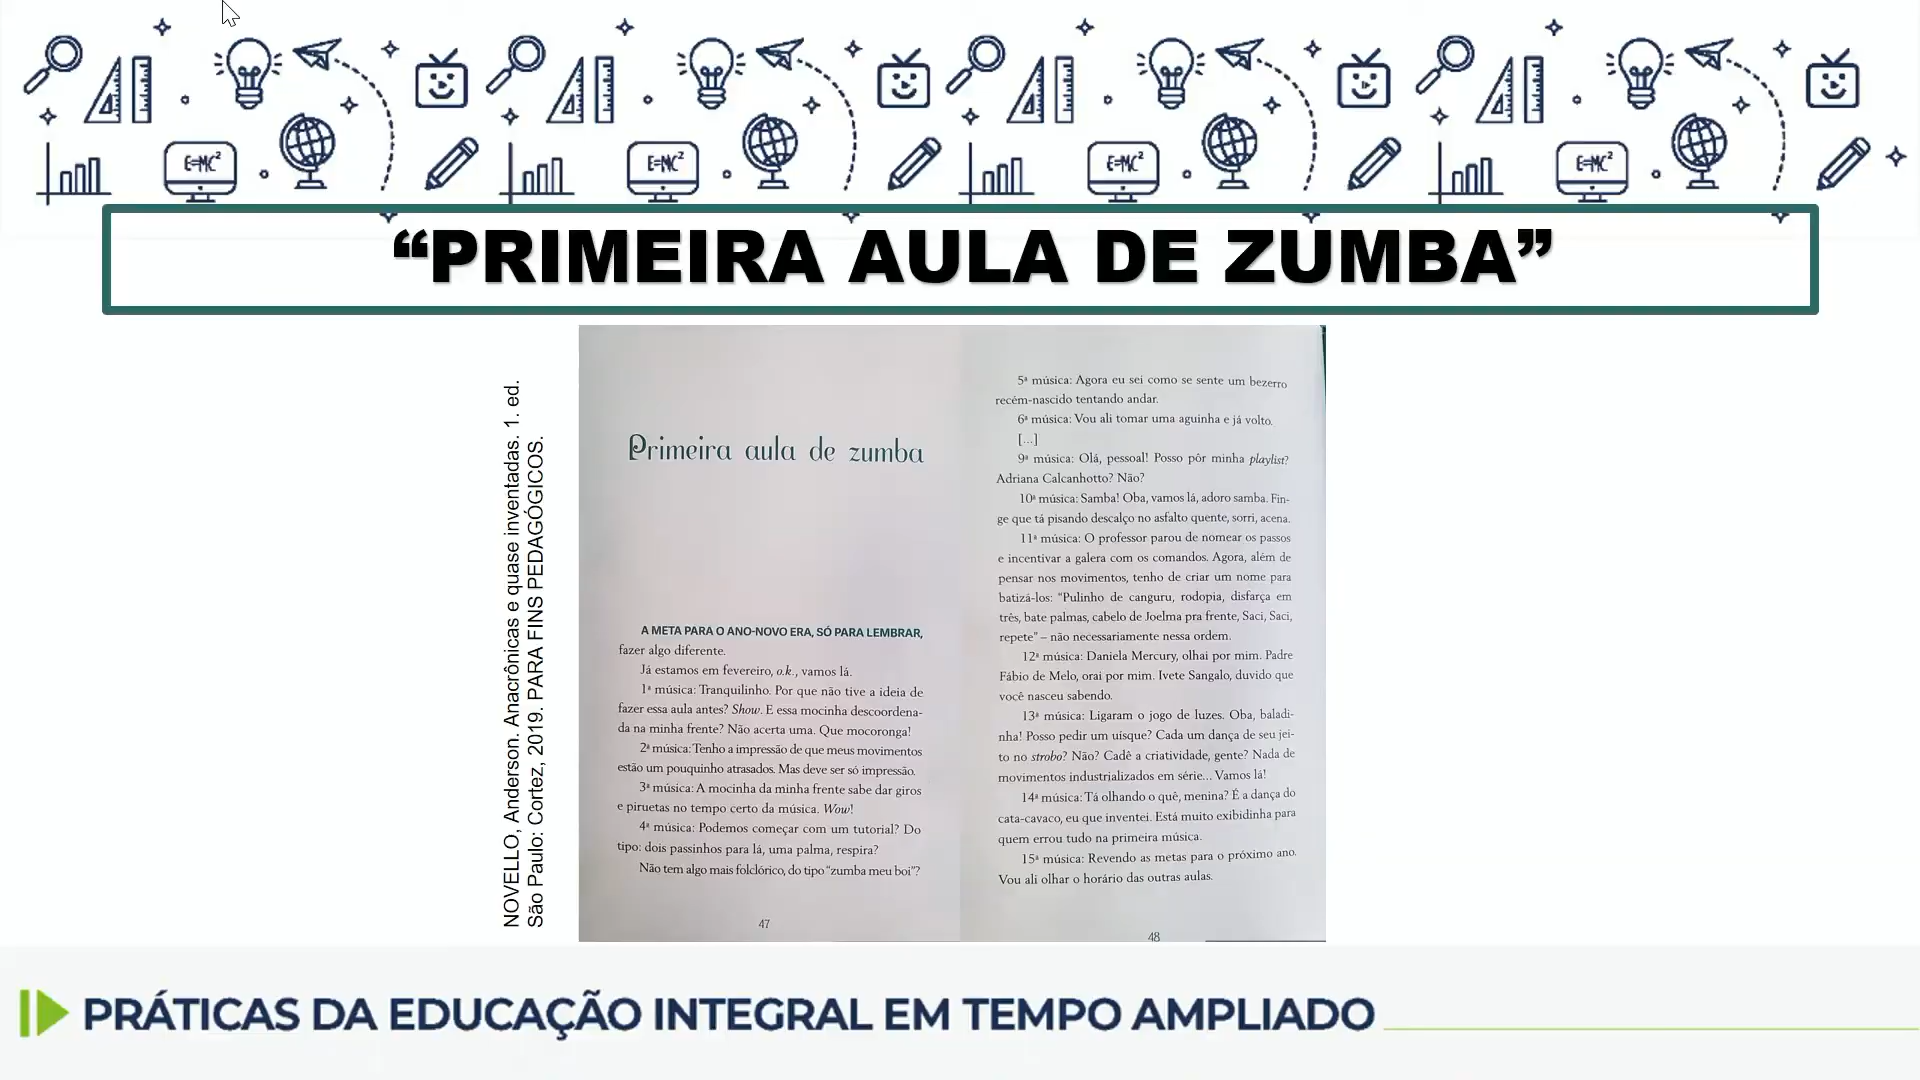 E=MC²
E=MC²
E=MC²
E=MC²
“PRIMEIRA AULA DE ZUMBA”
NOVELLO, Anderson. Anacrônicas e quase inventadas. 1. ed.
São Paulo: Cortez, 2019. PARA FINS PEDAGÓGICOS.
Primeira aula de zumba
A META PARA O ANO-NOVO ERA, SÓ PARA LEMBRAR,
fazer algo diferente.
Já estamos em fevereiro, o.k., vamos lá.
1ª música: Tranquilinho. Por que não tive a ideia de
fazer essa aula antes? Show. E essa mocinha descoordena-
da na minha frente? Não acerta uma. Que mocoronga!
2ª música: Tenho a impressão de que meus movimentos
estão um pouquinho atrasados. Mas deve ser só impressão.
3ª música: A mocinha da minha frente sabe dar giros
e piruetas no tempo certo da música. Wow!
4ª música: Podemos começar com um tutorial? Do
tipo: dois passinhos para lá, uma palma, respira?
Não tem algo mais folclórico, do tipo “zumba meu boi”?
47
5ª música: Agora eu sei como se sente um bezerro
recém-nascido tentando andar.
6ª música: Vou ali tomar uma aguinha e já volto.
[...]
9ª música: Olá, pessoal! Posso pôr minha playlist?
Adriana Calcanhotto? Não?
10ª música: Samba! Oba, vamos lá, adoro samba. Fin-
ge que tá pisando descalço no asfalto quente, sorri, acena.
11ª música: O professor parou de nomear os passos
e incentivar a galera com os comandos. Agora, além de
pensar nos movimentos, tenho de criar um nome para
batizá-los: “Pulinho de canguru, rodopia, disfarça em
três, bate palmas, cabelo de Joelma pra frente, Saci, Saci,
repete” – não necessariamente nessa ordem.
12ª música: Daniela Mercury, olhai por mim. Padre
Fábio de Melo, orai por mim. Ivete Sangalo, duvido que
você nasceu sabendo.
13ª música: Ligaram o jogo de luzes. Oba, baladi-
nha! Posso pedir um uísque? Cada um dança de seu jei-
to no strobo? Não? Cadê a criatividade, gente? Nada de
movimentos industrializados em série... Vamos lá!
14ª música: Tá olhando o quê, menina? É a dança do
cata-cavaco, eu que inventei. Está muito exibidinha para
quem errou tudo na primeira música.
15ª música: Revendo as metas para o próximo ano.
Vou ali olhar o horário das outras aulas.
48
PRÁTICAS DA EDUCAÇÃO INTEGRAL EM TEMPO AMPLIADO